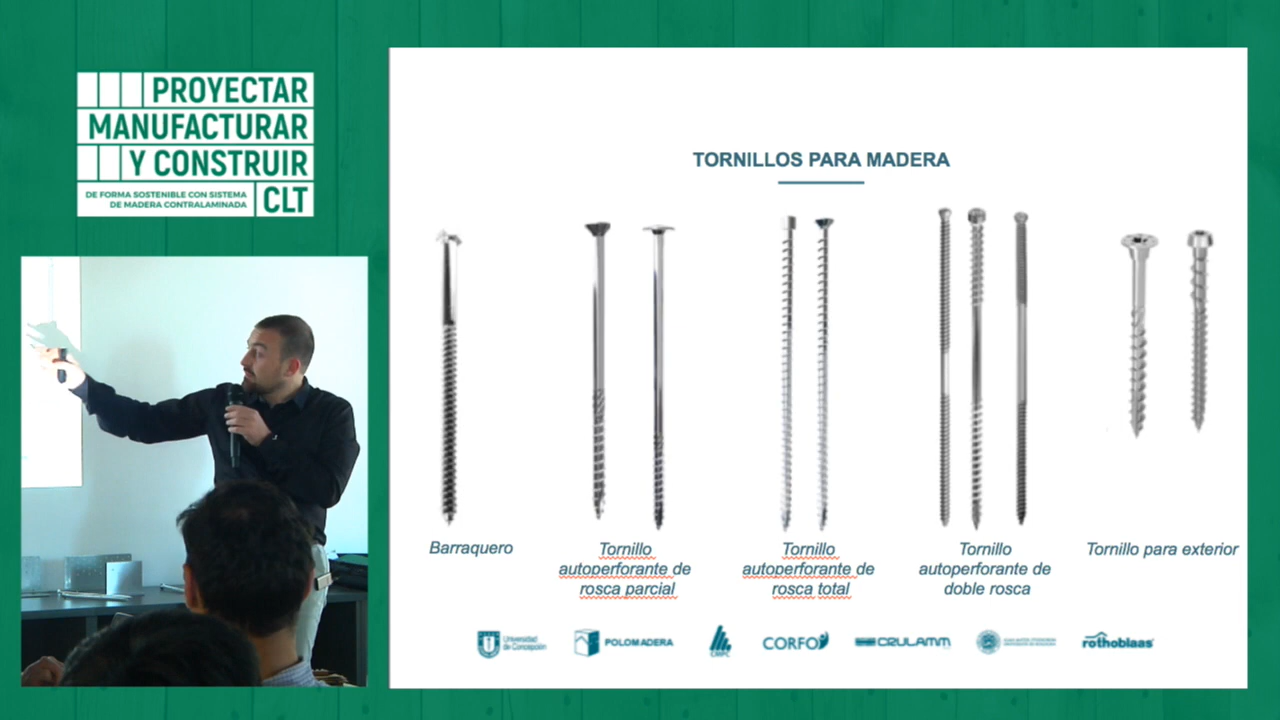 PROYECTAR
MANUFACTURAR
Y CONSTRUIR
DE FORMA SOSTENIBLE CON SISTEMA
DE MADERA CONTRALAMINADA
CLT
TORNILLOS PARA MADERA
Barraquero
Tornillo
autoperforante de
rosca parcial
Tornillo
autoperforante de
rosca total
Tornillo
autoperforante de
doble rosca
Tornillo para exterior
Universidad
de Concepción
POLOMADERA
CMPC
CORFO
CRULAMM
rothoblaas